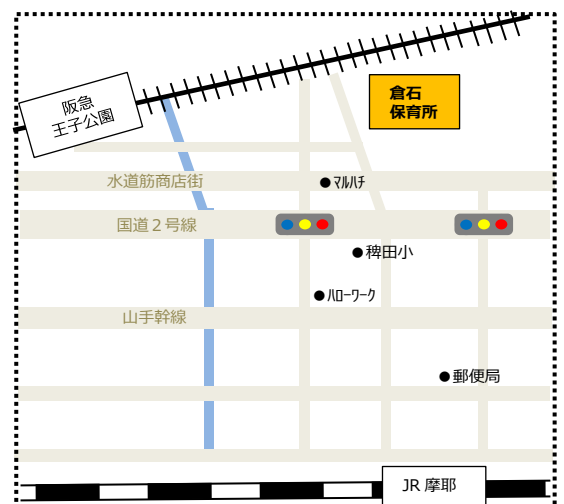 阪急
王子公園
倉石
保育所
水道筋商店街
ﾏﾙﾊﾁ
国道２号線
稗田小
ﾊﾛｰﾜｰｸ
山手幹線
郵便局
JR 摩耶